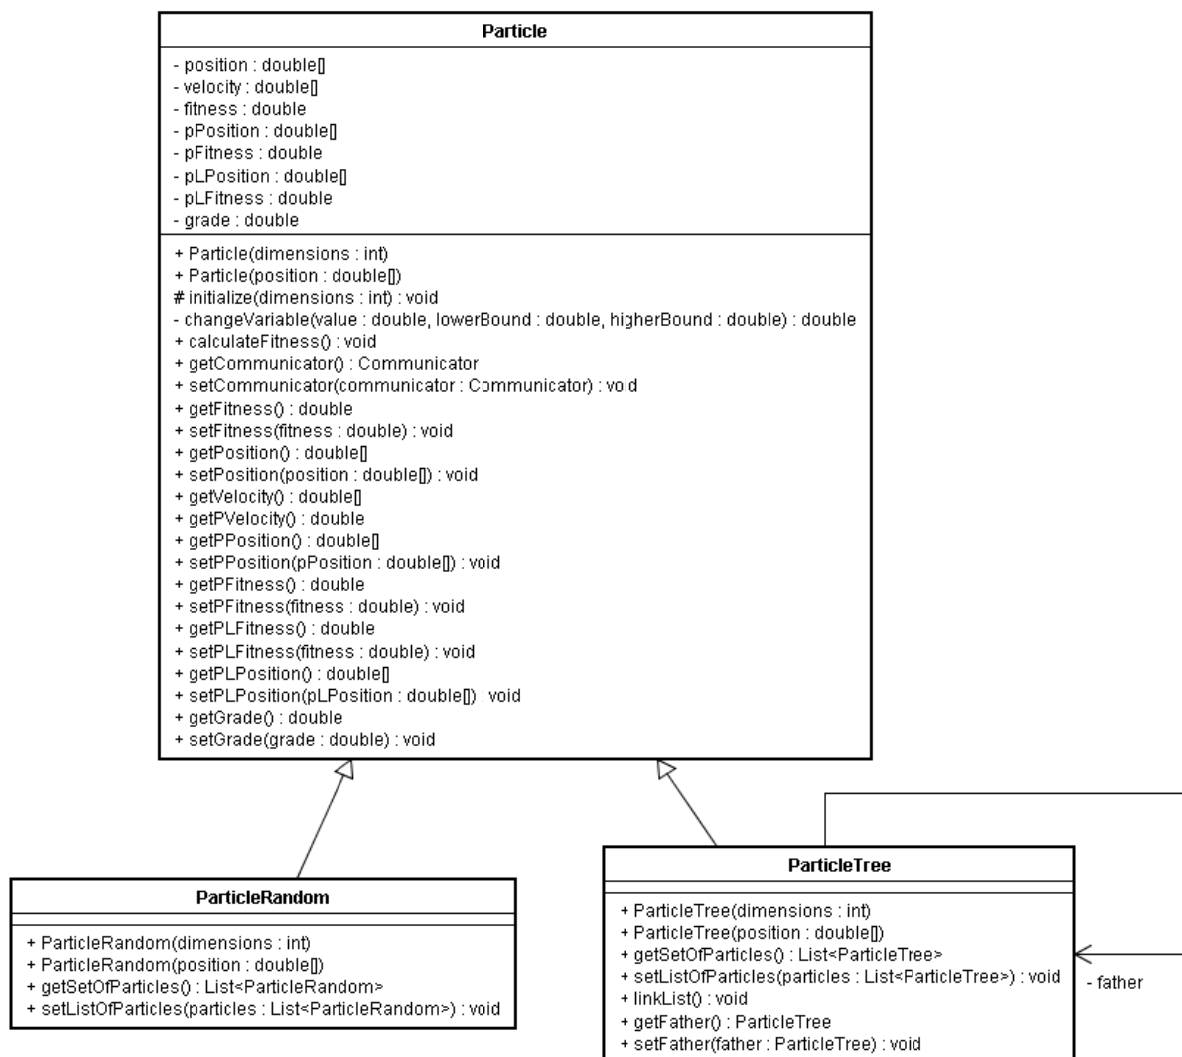 Particle
- position : double[]
- velocity : double[]
- fitness : double
- pPosition : double[]
- pFitness : double
- pLPosition : double[]
- pLFitness : double
- grade : double
+ Particle(dimensions : int)
+ Particle(position : double[])
# initialize(dimensions : int) : void
- changeVariable(value : double, lowerBound : double, higherBound : double) : double
+ calculateFitness() : void
+ getCommunicator() : Communicator
+ setCommunicator(communicator : Communicator) : void
+ getFitness() : double
+ setFitness(fitness : double) : void
+ getPosition() : double[]
+ setPosition(position : double[]) : void
+ getVelocity() : double[]
+ getPVelocity() : double
+ getPPosition() : double[]
+ setPPosition(pPosition : double[]) : void
+ getPFitness() : double
+ setPFitness(fitness : double) : void
+ getPLFitness() : double
+ setPLFitness(fitness : double) : void
+ getPLPosition() : double[]
+ setPLPosition(pLPosition : double[]) : void
+ getGrade() : double
+ setGrade(grade : double) : void
ParticleRandom
+ ParticleRandom(dimensions : int)
+ ParticleRandom(position : double[])
+ getSetOfParticles() : List<ParticleRandom>
+ setListOfParticles(particles : List<ParticleRandom>) : void
ParticleTree
+ ParticleTree(dimensions : int)
+ ParticleTree(position : double[])
+ getSetOfParticles() : List<ParticleTree>
+ setListOfParticles(particles : List<ParticleTree>) : void
+ linkList() : void
+ getFather() : ParticleTree
+ setFather(father : ParticleTree) : void
- father